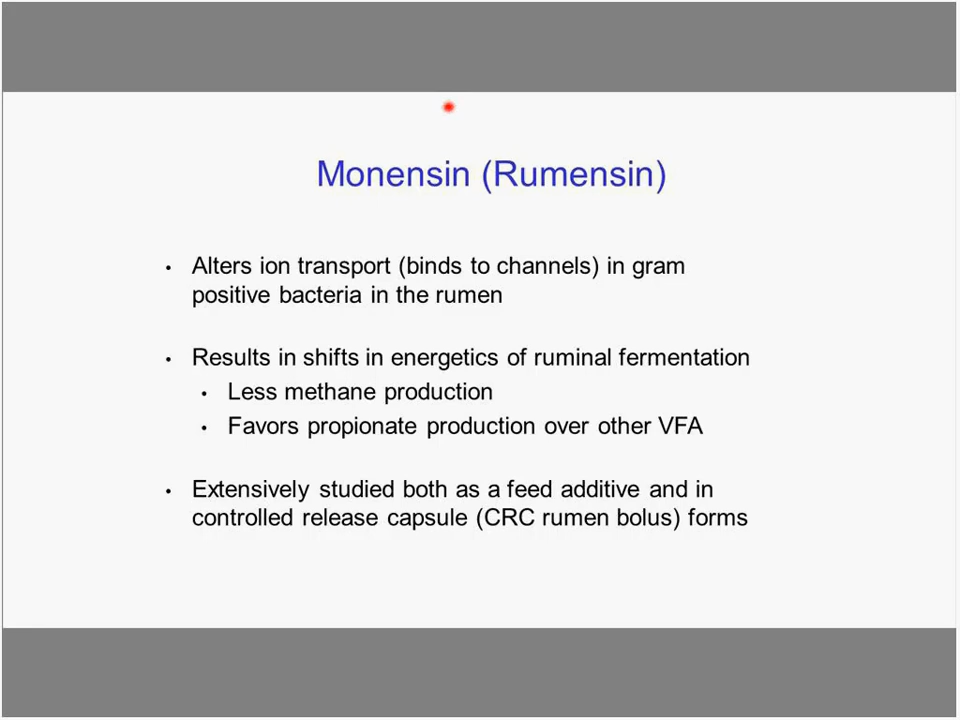 Monensin (Rumensin)
• Alters ion transport (binds to channels) in gram
positive bacteria in the rumen
• Results in shifts in energetics of ruminal fermentation
• Less methane production
• Favors propionate production over other VFA
• Extensively studied both as a feed additive and in
controlled release capsule (CRC rumen bolus) forms